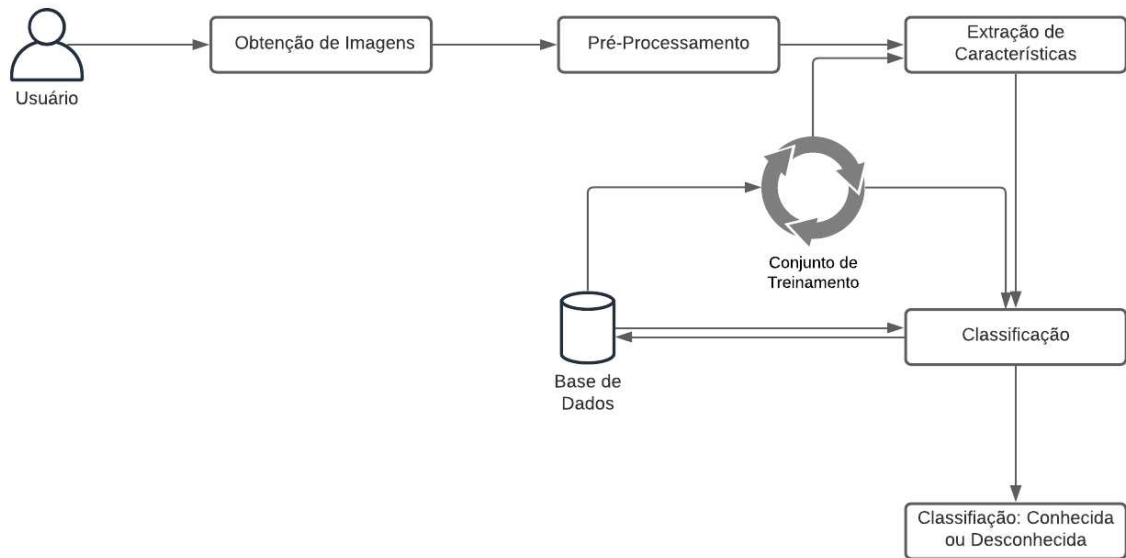 Usuário
Obtenção de Imagens
Pré-Processamento
Extração de
Características
Conjunto de
Treinamento
Base de
Dados
Classificação
Classifiação: Conhecida
ou Desconhecida